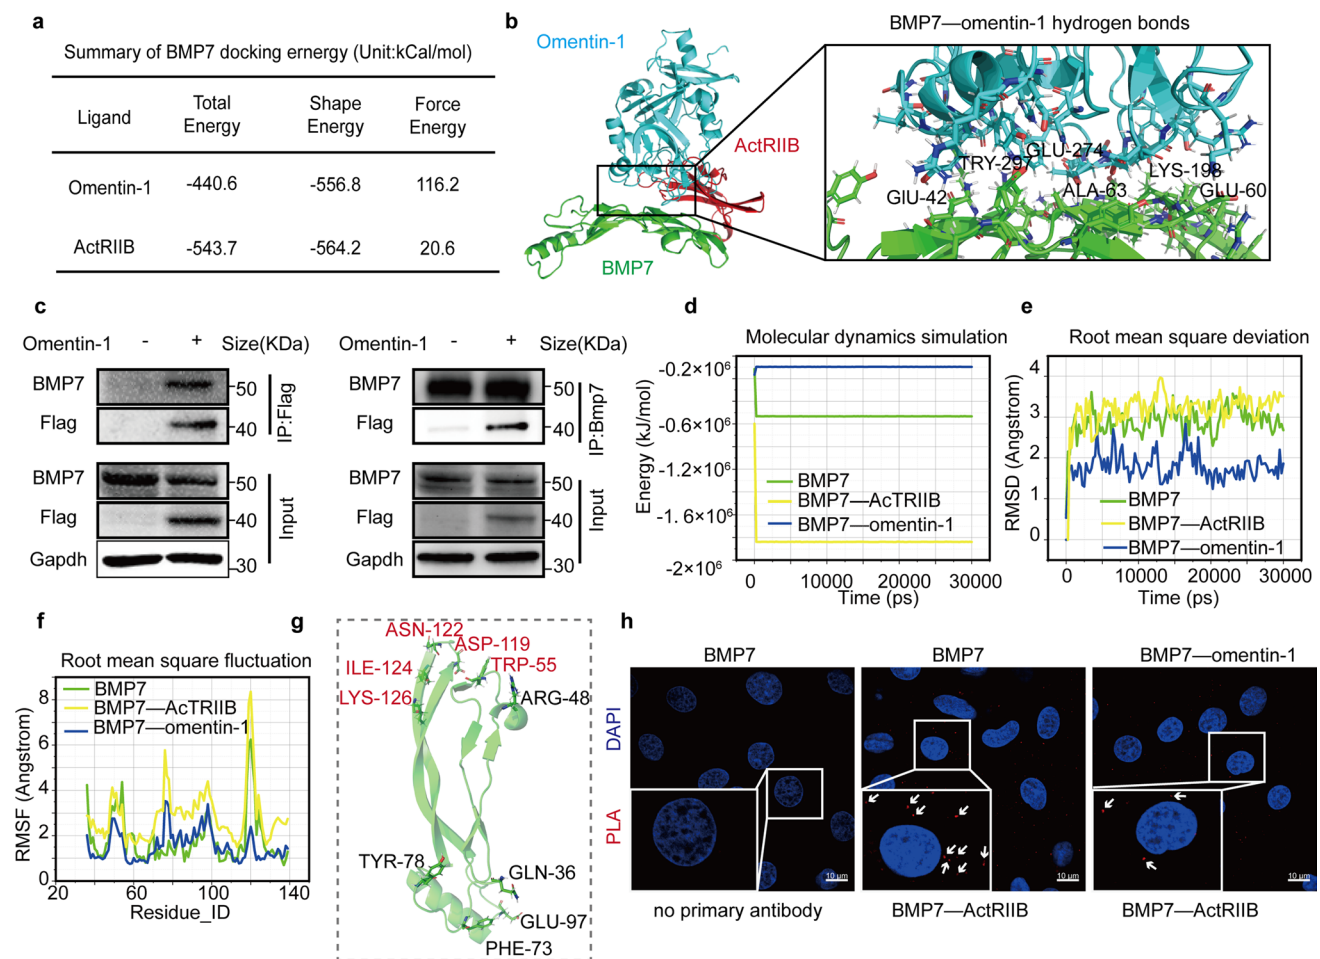 a
Summary of BMP7 docking ernergy (Unit:kCal/mol)
Ligand Total Energy Shape Energy Force Energy
Omentin-1 -440.6 -556.8 116.2
ActRIIB -543.7 -564.2 20.6
b
BMP7—omentin-1 hydrogen bonds
Omentin-1
ActRIIB
BMP7
GLU-274
TRY-297
LYS-198
ALA-63
GIU-42
GLU-60
c
Omentin-1 - + Size(KDa)
BMP7 50
Flag 40
IP:Flag
BMP7 50
Flag 40
Gapdh 30
Input
Omentin-1 - + Size(KDa)
BMP7 50
Flag 40
IP:Bmp7
BMP7 50
Flag 40
Gapdh 30
Input
d
Molecular dynamics simulation
Energy (kJ/mol)
-0.2×10⁶
-0.6×10⁶
-1.2×10⁶
-1.6×10⁶
-2×10⁶
BMP7
BMP7—AcTRIIB
BMP7—omentin-1
0 10000 20000 30000
Time (ps)
e
Root mean square deviation
RMSD (Angstrom)
4
3
2
1
0
BMP7
BMP7—ActRIIB
BMP7—omentin-1
0 10000 20000 30000
Time (ps)
f
Root mean square fluctuation
RMSF (Angstrom)
8
6
4
2
0
BMP7
BMP7—AcTRIIB
BMP7—omentin-1
20 60 100 140
Residue_ID
g
ASN-122
ASP-119
ILE-124
TRP-55
LYS-126
ARG-48
TYR-78
GLN-36
GLU-97
PHE-73
h
BMP7 BMP7 BMP7—omentin-1
PLA DAPI
10 μm
10 μm
10 μm
no primary antibody BMP7—ActRIIB BMP7—ActRIIB